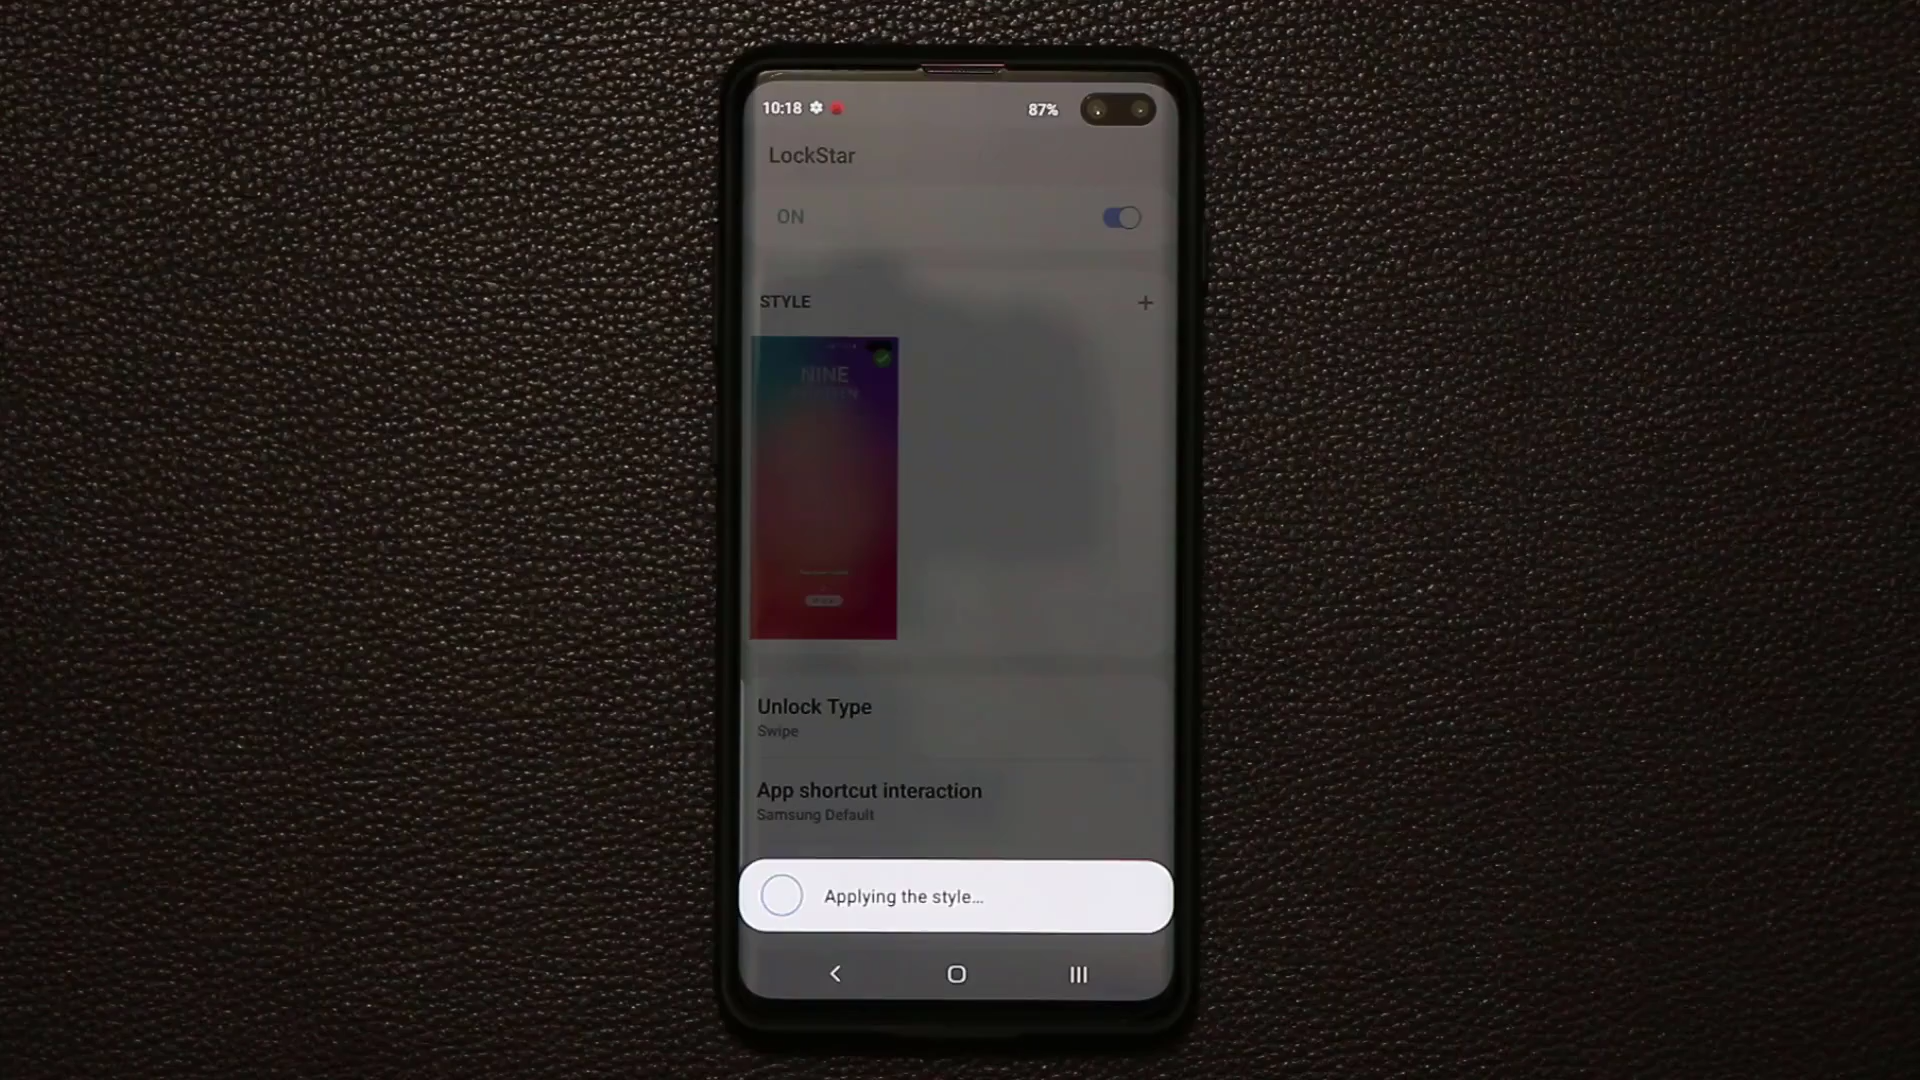 10:18
87%
LockStar
ON
STYLE
+
NINE
Unlock Type
Swipe
App shortcut interaction
Samsung Default
Applying the style...